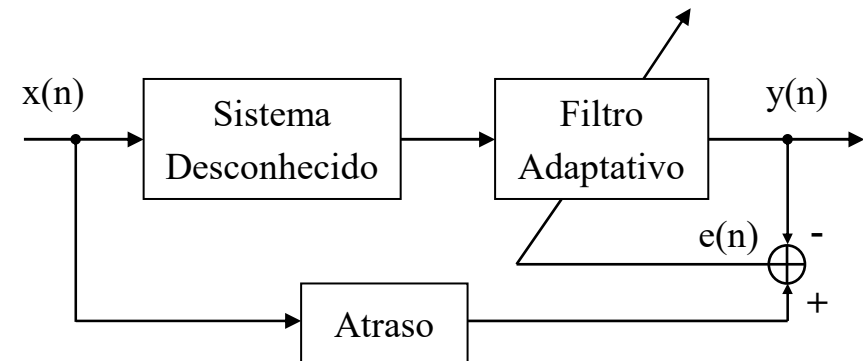 x(n)
Sistema
Desconhecido
Filtro
Adaptativo
y(n)
e(n)
-
+
Atraso